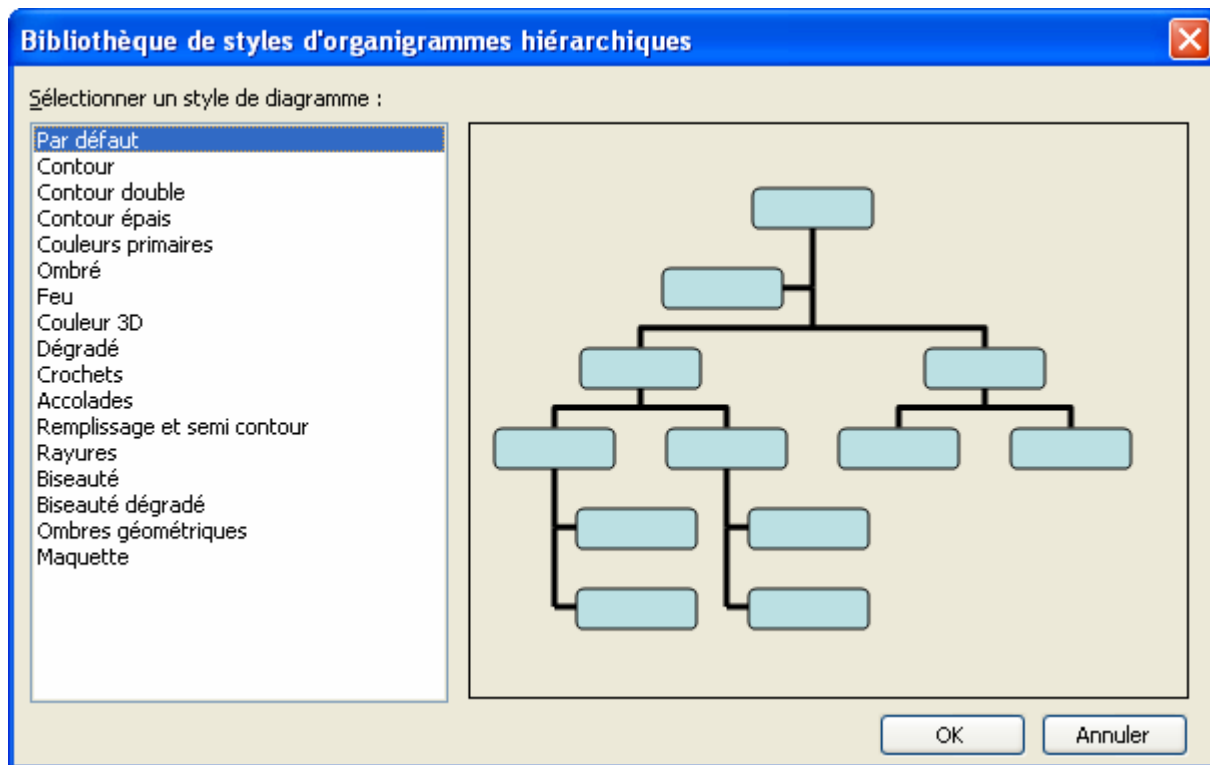 Bibliothèque de styles d'organigrammes hiérarchiques
Sélectionner un style de diagramme :
Par défaut
Contour
Contour double
Contour épais
Couleurs primaires
Ombré
Feu
Couleur 3D
Dégradé
Crochets
Accolades
Remplissage et semi contour
Rayures
Biseauté
Biseauté dégradé
Ombres géométriques
Maquette
OK
Annuler